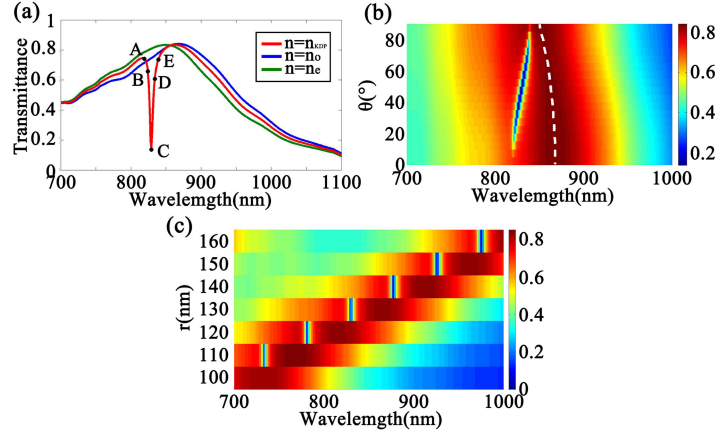 (a)
1
0.8
0.6
0.4
0.2
0
Transmittance
A
B
C
D
E
n=nKDP
n=no
n=ne
700 800 900 1000 1100
Wavelemgth(nm)
(b)
80
60
40
20
0
θ(°)
700 800 900 1000
Wavelemgth(nm)
0.8
0.6
0.4
0.2
(c)
160
150
140
130
120
110
100
r(nm)
700 800 900 1000
Wavelemgth(nm)
0.8
0.6
0.4
0.2
0